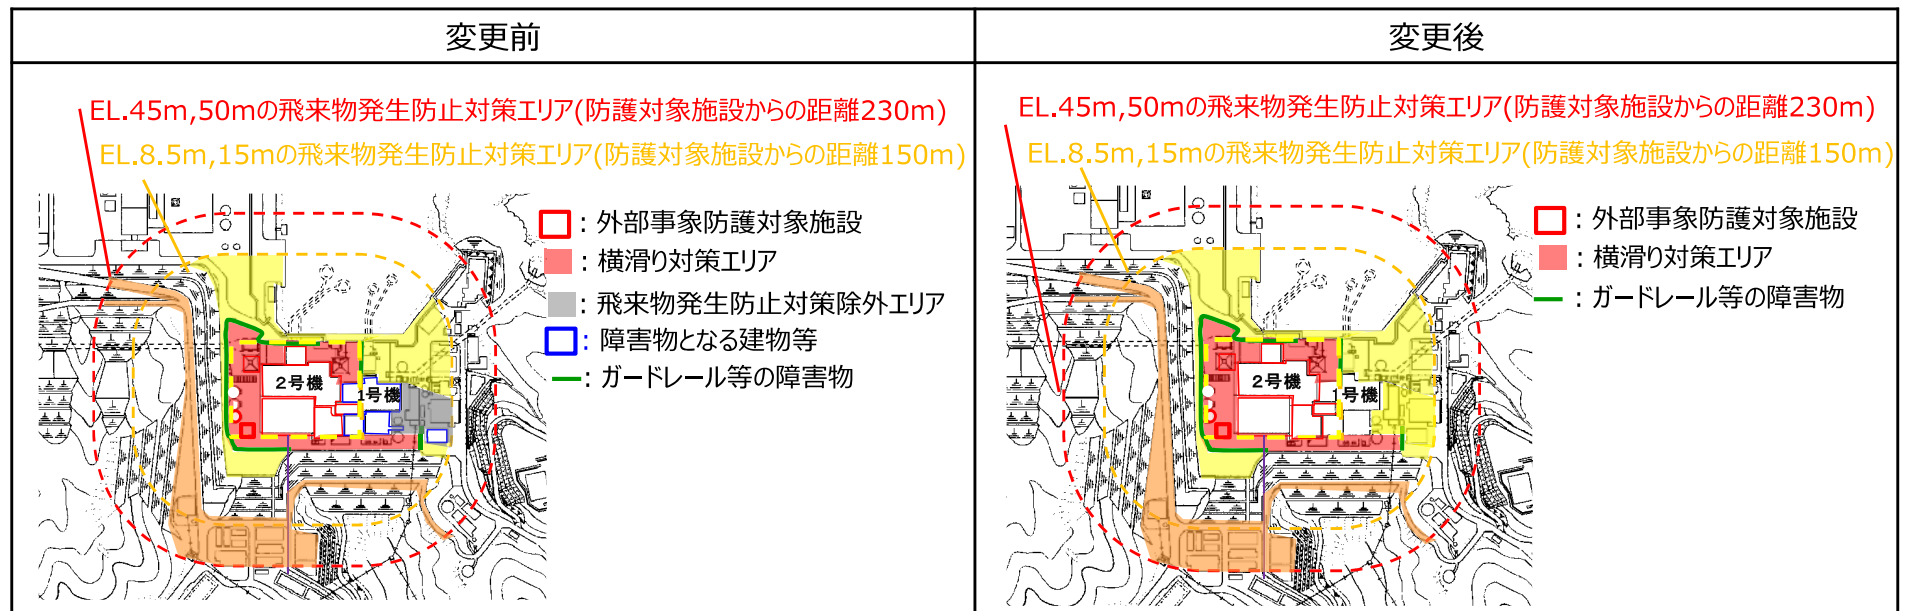 変更前
変更後
EL.45m,50mの飛来物発生防止対策エリア(防護対象施設からの距離230m)
EL.8.5m,15mの飛来物発生防止対策エリア(防護対象施設からの距離150m)
：外部事象防護対象施設
：横滑り対策エリア
：飛来物発生防止対策除外エリア
：障害物となる建物等
：ガードレール等の障害物
2号機
1号機
EL.45m,50mの飛来物発生防止対策エリア(防護対象施設からの距離230m)
EL.8.5m,15mの飛来物発生防止対策エリア(防護対象施設からの距離150m)
：外部事象防護対象施設
：横滑り対策エリア
：ガードレール等の障害物
2号機
1号機